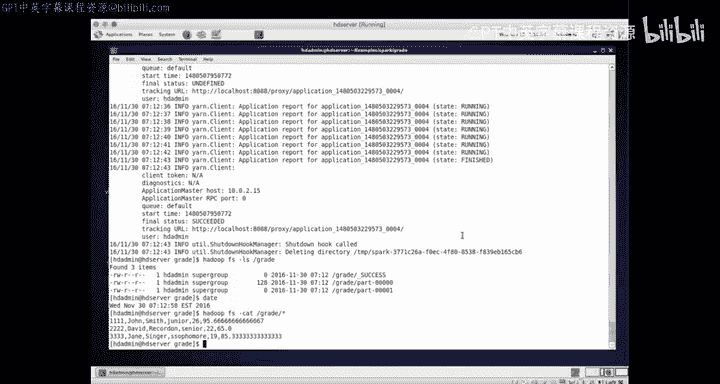 GPT中英字幕课程资源@bilibili.com
hdserver [Running]
GPT中英字幕课程资源 bilibili
Applications Places System
hdadmin@hdserver:~/Examples/spark/grade
File Edit View Search Terminal Help
queue: default
start time: 1480507950772
final status: UNDEFINED
tracking URL: http://localhost:8088/proxy/application_1480503229573_0004/
user: hdadmin
16/11/30 07:12:36 INFO yarn.Client: Application report for application_1480503229573_0004 (state: RUNNING)
16/11/30 07:12:37 INFO yarn.Client: Application report for application_1480503229573_0004 (state: RUNNING)
16/11/30 07:12:38 INFO yarn.Client: Application report for application_1480503229573_0004 (state: RUNNING)
16/11/30 07:12:39 INFO yarn.Client: Application report for application_1480503229573_0004 (state: RUNNING)
16/11/30 07:12:40 INFO yarn.Client: Application report for application_1480503229573_0004 (state: RUNNING)
16/11/30 07:12:41 INFO yarn.Client: Application report for application_1480503229573_0004 (state: RUNNING)
16/11/30 07:12:42 INFO yarn.Client: Application report for application_1480503229573_0004 (state: RUNNING)
16/11/30 07:12:43 INFO yarn.Client: Application report for application_1480503229573_0004 (state: FINISHED)
16/11/30 07:12:43 INFO yarn.Client:
client token: N/A
diagnostics: N/A
ApplicationMaster host: 10.0.2.15
ApplicationMaster RPC port: 0
queue: default
start time: 1480507950772
final status: SUCCEEDED
tracking URL: http://localhost:8088/proxy/application_1480503229573_0004/
user: hdadmin
16/11/30 07:12:43 INFO util.ShutdownHookManager: Shutdown hook called
16/11/30 07:12:43 INFO util.ShutdownHookManager: Deleting directory /tmp/spark-3771c26a-f0ec-4f80-8538-f839eb165cb6
[hdadmin@hdserver grade]$ hadoop fs -ls /grade
Found 3 items
-rw-r--r-- 1 hdadmin supergroup 0 2016-11-30 07:12 /grade/_SUCCESS
-rw-r--r-- 1 hdadmin supergroup 128 2016-11-30 07:12 /grade/part-00000
-rw-r--r-- 1 hdadmin supergroup 0 2016-11-30 07:12 /grade/part-00001
[hdadmin@hdserver grade]$ date
Wed Nov 30 07:12:58 EST 2016
[hdadmin@hdserver grade]$ hadoop fs -cat /grade/*
1111,John,Smith,junior,26,95.66666666666667
2222,David,Recordon,senior,22,65.0
3333,Jane,Singer,ssophomore,19,85.33333333333333
[hdadmin@hdserver grade]$